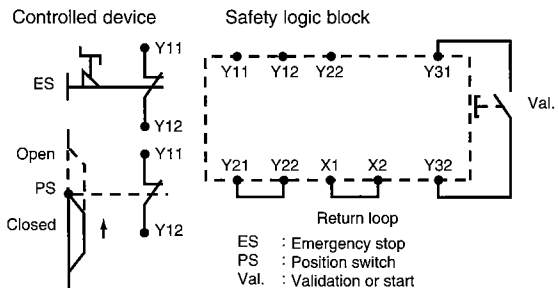 Controlled device
Safety logic block
Y11
ES
Y12
Open
Y11
PS
Closed
Y12
Y11 Y12 Y22 Y31
Val.
Y21 Y22 X1 X2 Y32
Return loop
ES : Emergency stop
PS : Position switch
Val. : Validation or start